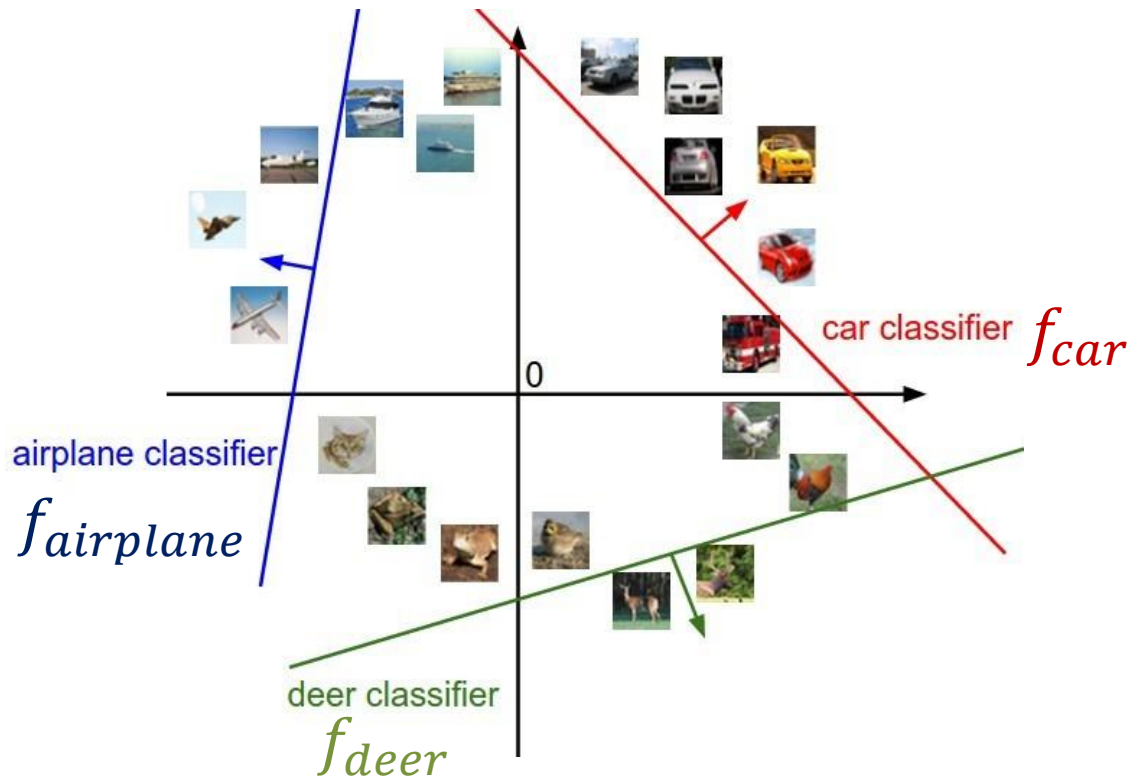 0
car classifier f_car
airplane classifier
f_airplane
deer classifier
f_deer